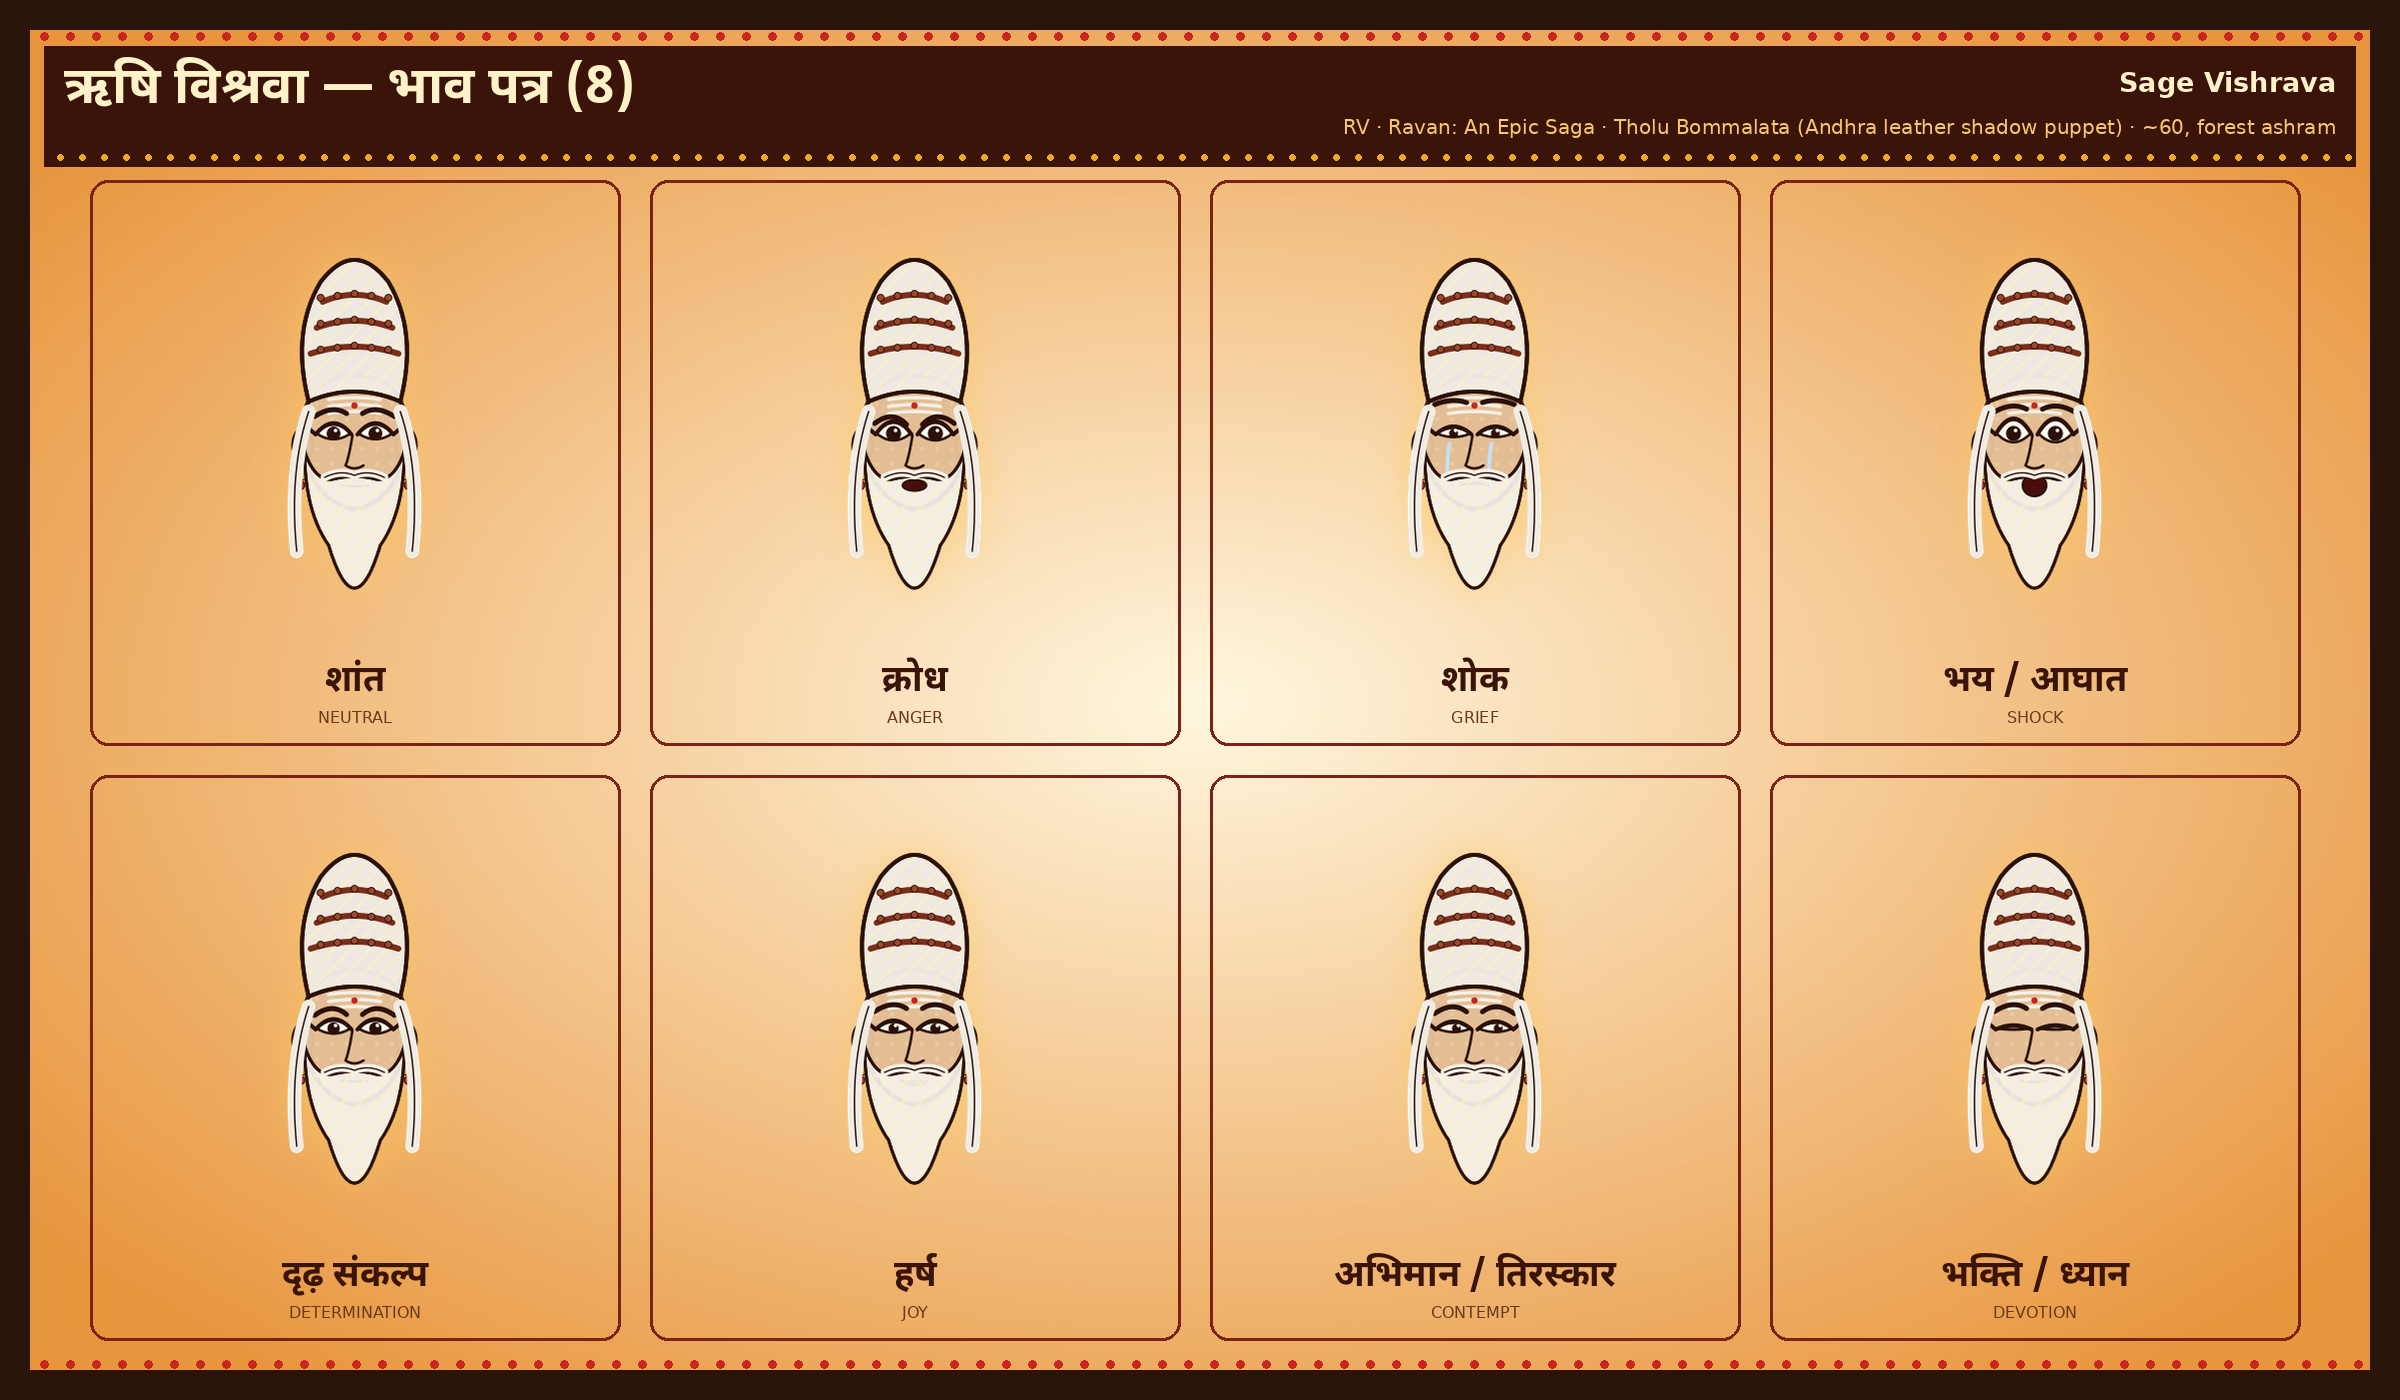 ऋषि विश्रवा — भाव पत्र (8)
Sage Vishrava
RV · Ravan: An Epic Saga · Tholu Bommalata (Andhra leather shadow puppet) · ~60, forest ashram
शांत
NEUTRAL
क्रोध
ANGER
शोक
GRIEF
भय / आघात
SHOCK
दृढ़ संकल्प
DETERMINATION
हर्ष
JOY
अभिमान / तिरस्कार
CONTEMPT
भक्ति / ध्यान
DEVOTION